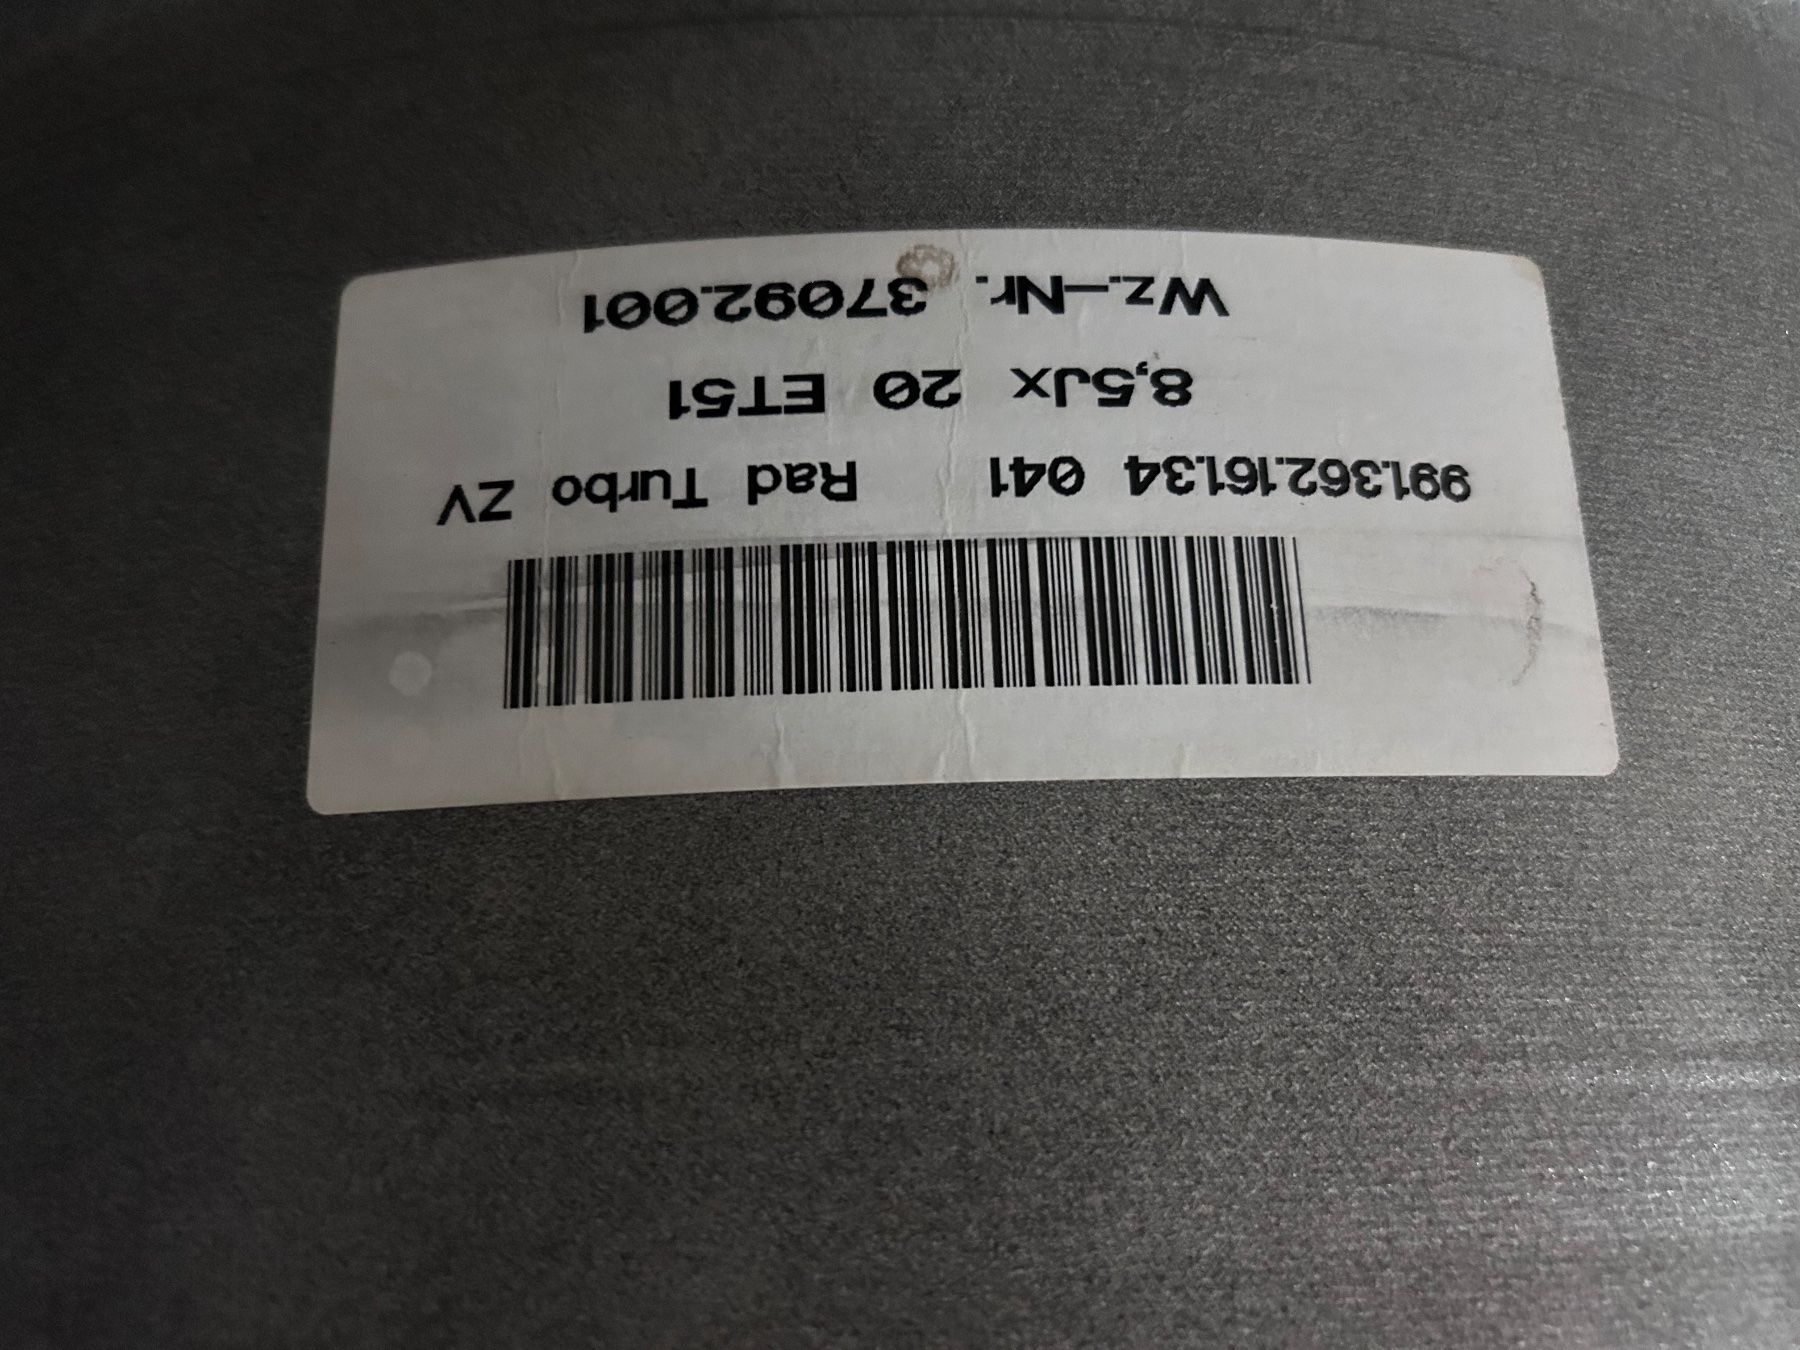 991.362.161.34 041 Rad Turbo ZV
8,5Jx 20 ET51
Wz.-Nr. 37092.001